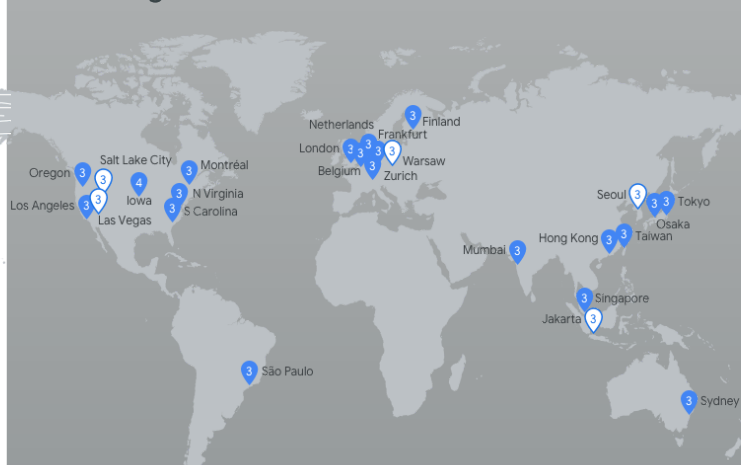 Netherlands
3
Finland
3
Frankfurt
London
3
3
3
3
Warsaw
Belgium
3
Zurich
Salt Lake City
Oregon
3
3
3
Montréal
4
Iowa
3
N Virginia
Los Angeles
3
3
Las Vegas
3
S Carolina
Seoul
3
3
3
Tokyo
Osaka
Hong Kong
3
3
Taiwan
Mumbai
3
3
Singapore
Jakarta
3
3
São Paulo
3
Sydney